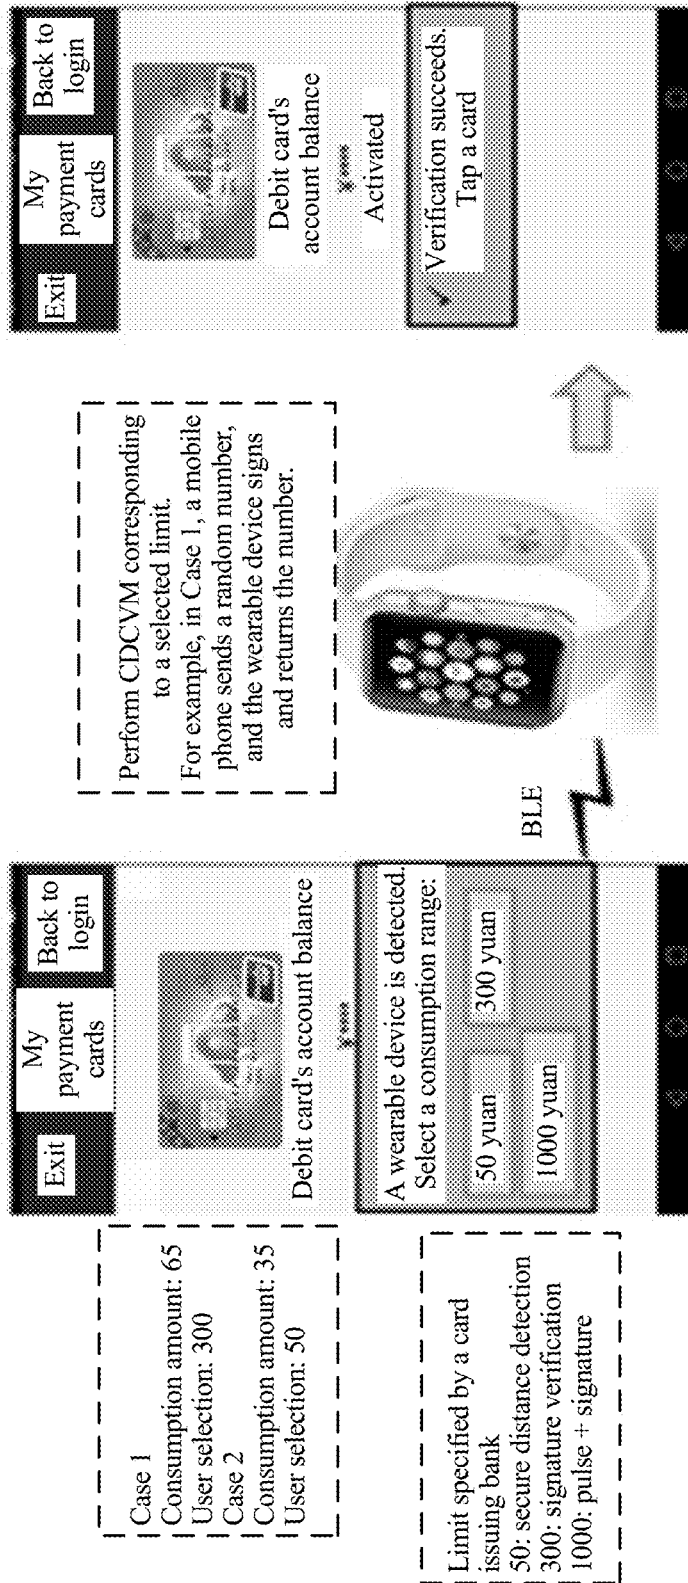 Case 1
Consumption amount: 65
User selection: 300
Case 2
Consumption amount: 35
User selection: 50
Limit specified by a card
issuing bank
50: secure distance detection
300: signature verification
1000: pulse + signature
Exit
My
payment
cards
Back to
login
Debit card's account balance
¥****
A wearable device is detected.
Select a consumption range:
50 yuan
300 yuan
1000 yuan
BLE
Perform CDCVM corresponding
to a selected limit.
For example, in Case 1, a mobile
phone sends a random number,
and the wearable device signs
and returns the number.
Exit
My
payment
cards
Back to
login
Debit card's
account balance
¥****
Activated
✓ Verification succeeds.
Tap a card